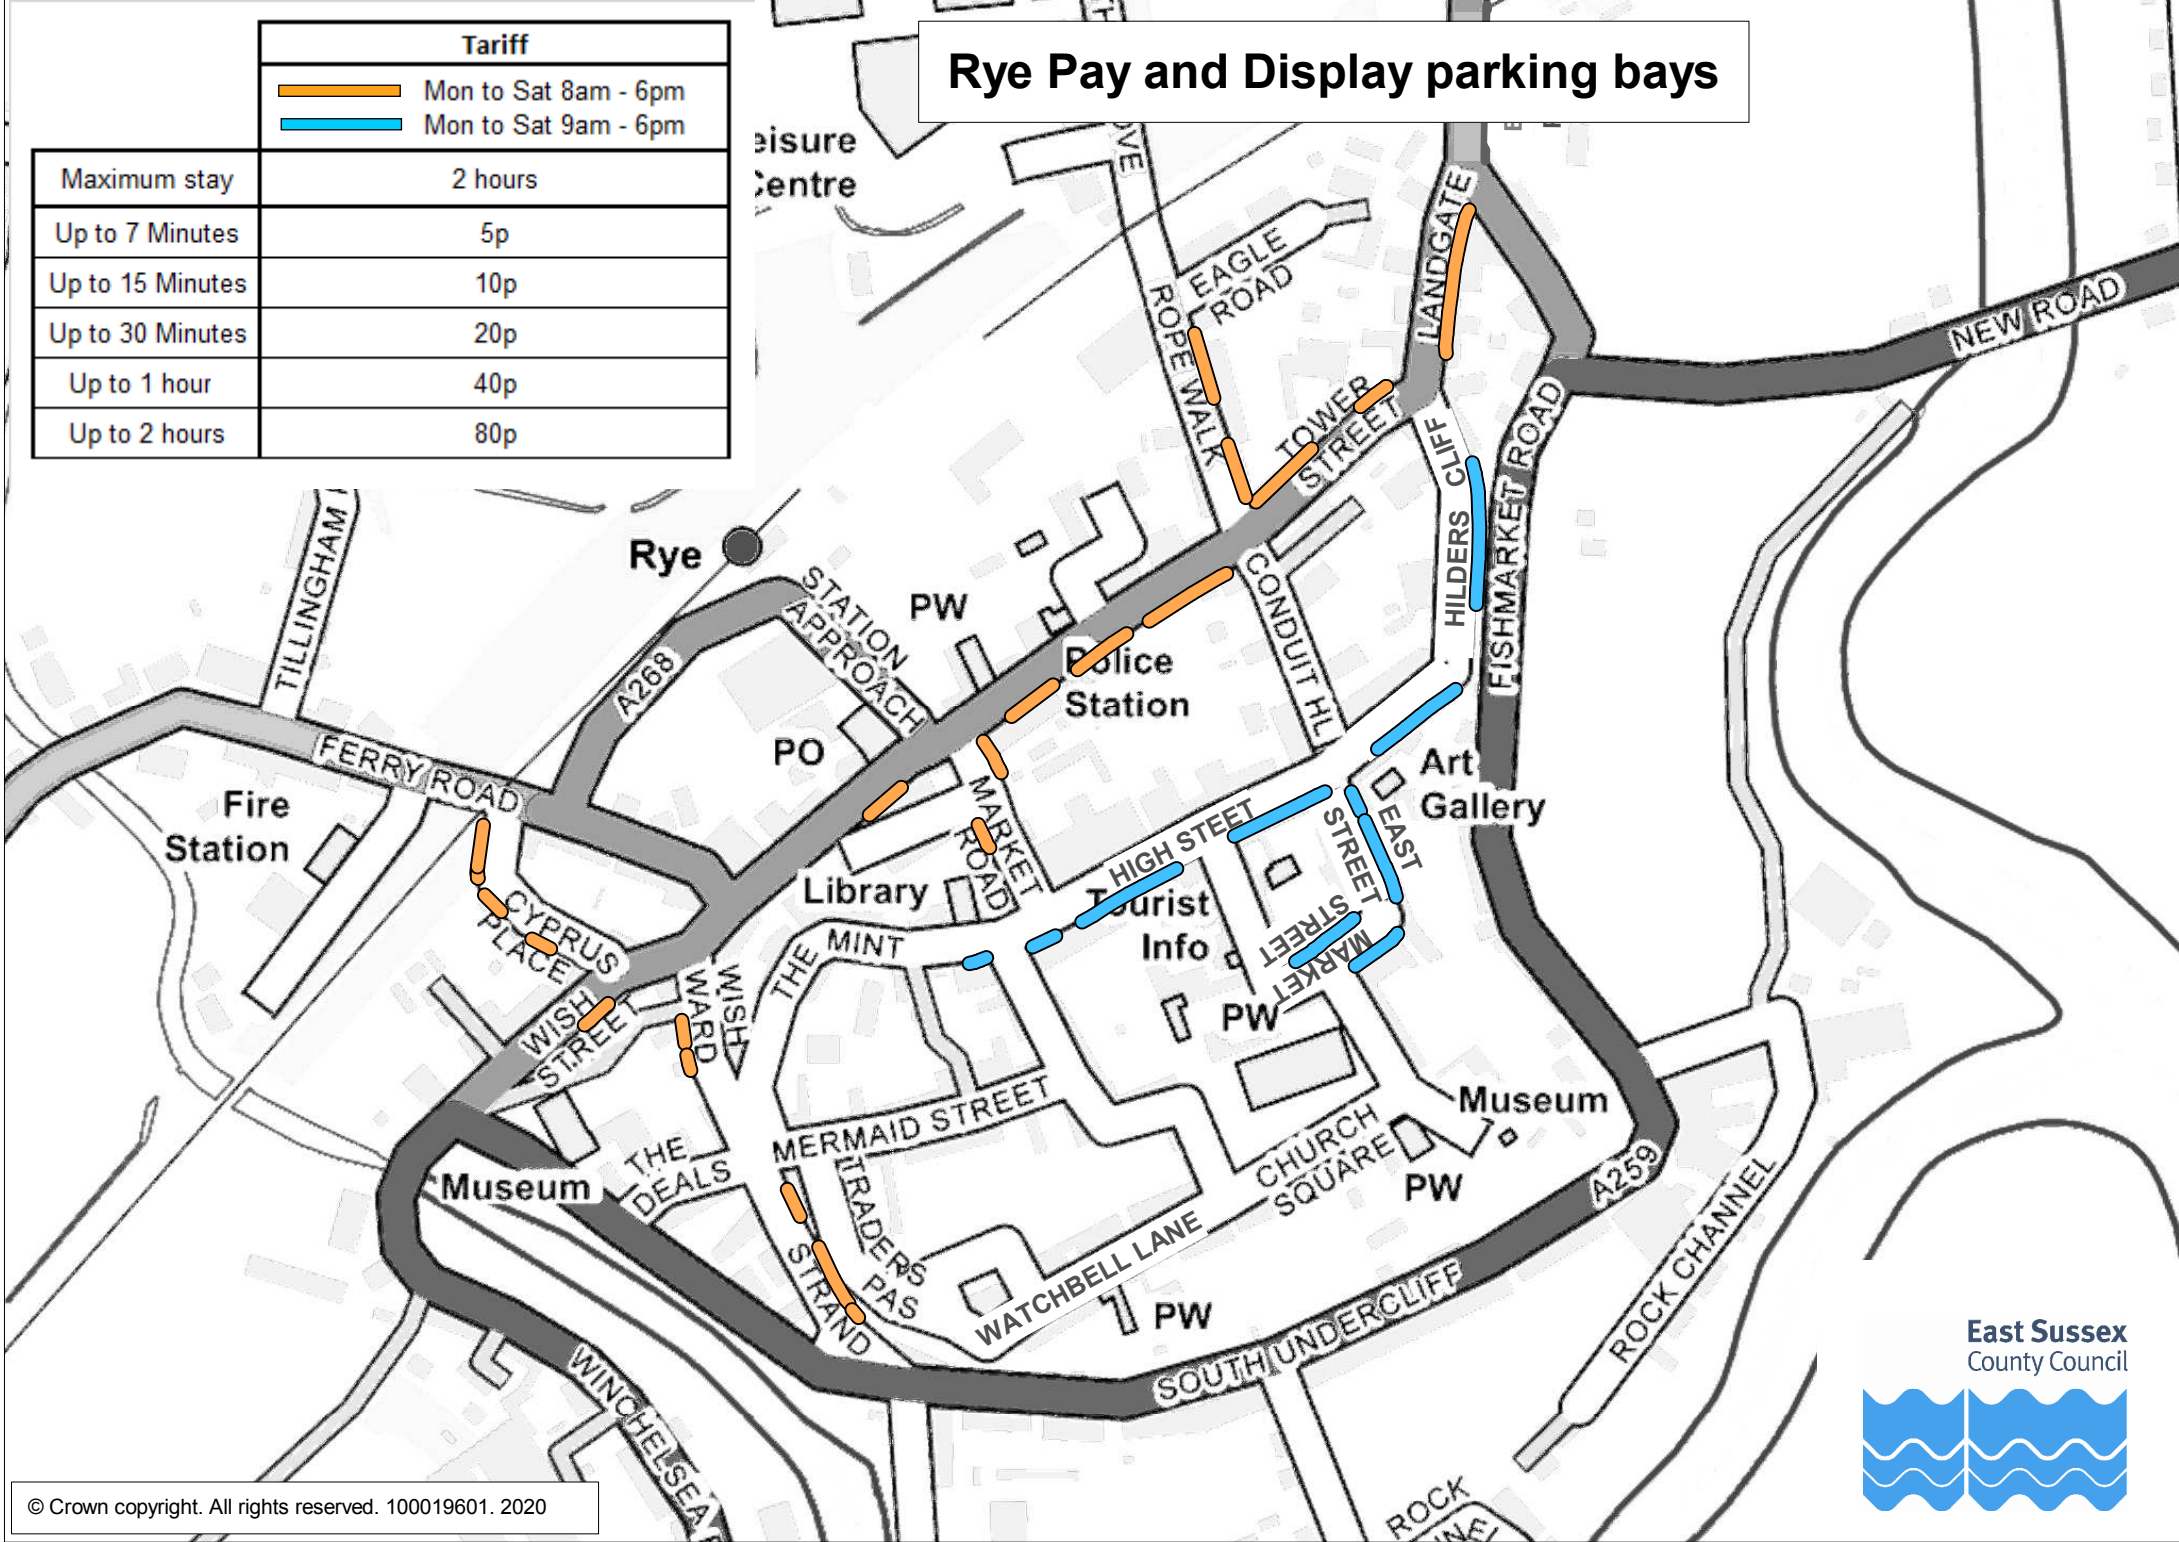 Rye Pay and Display parking bays
Tariff
Mon to Sat 8am - 6pm
Mon to Sat 9am - 6pm
Maximum stay 2 hours
Up to 7 Minutes 5p
Up to 15 Minutes 10p
Up to 30 Minutes 20p
Up to 1 hour 40p
Up to 2 hours 80p
eisure
Centre
OVE
LANDGATE
EAGLE
ROAD
ROPE WALK
NEW ROAD
TOWER
STREET
HILDERS CLIFF
FISHMARKET ROAD
Rye
TILLINGHAM
STATION
APPROACH
PW
A268
Police
Station
CONDUIT HL
PO
FERRY ROAD
Fire
Station
Art
Gallery
MARKET
ROAD
HIGH STEET
EAST
STREET
Library
Tourist
Info
CYPRUS
PLACE
THE MINT
MARKET
STREET
WISH
STREET
WISH
WARD
PW
MERMAID STREET
Museum
THE
DEALS
Museum
CHURCH
SQUARE
PW
A259
TRADERS
PAS
STRAND
WATCHBELL LANE
PW
ROCK CHANNEL
SOUTH UNDERCLIFF
WINCHELSEA
ROCK
East Sussex
County Council
© Crown copyright. All rights reserved. 100019601. 2020